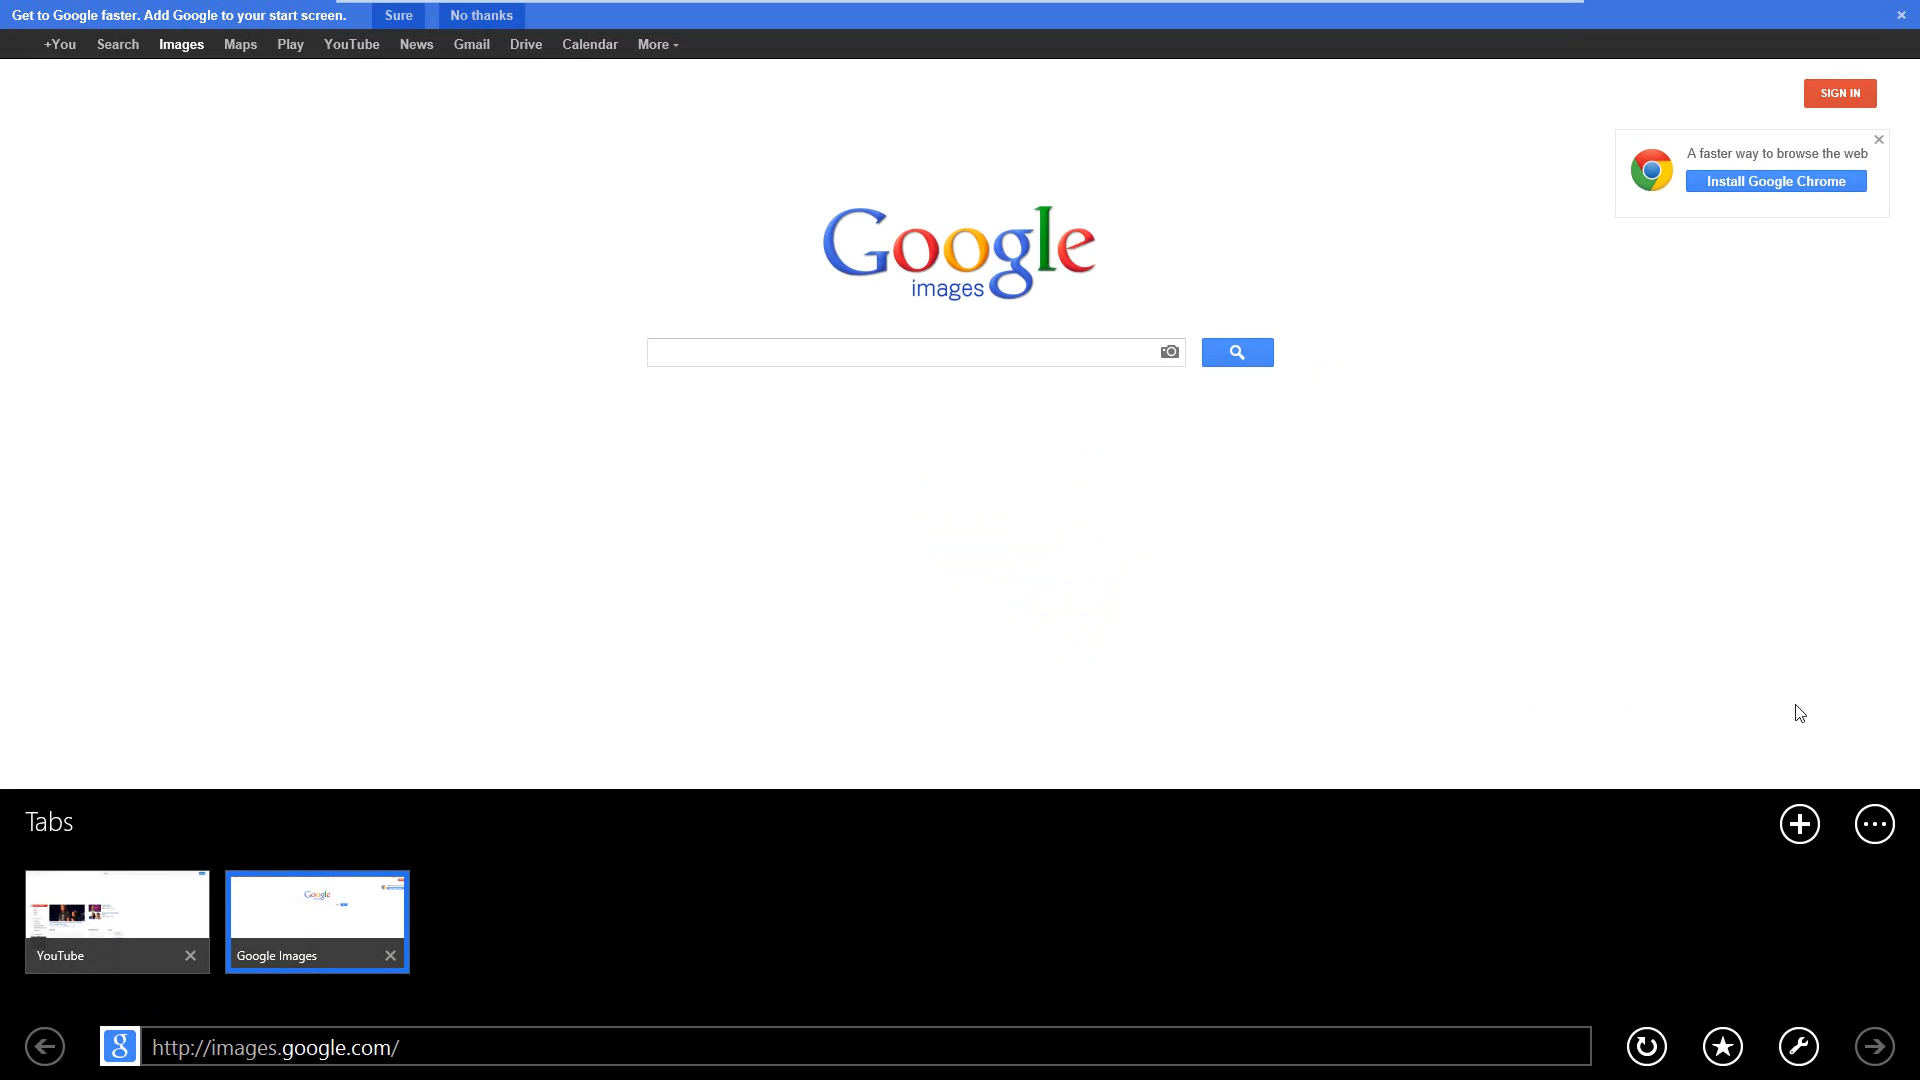 Get to Google faster. Add Google to your start screen. Sure No thanks
+You Search Images Maps Play YouTube News Gmail Drive Calendar More
SIGN IN
A faster way to browse the web
Install Google Chrome
Google
images
Tabs
YouTube
Google Images
http://images.google.com/